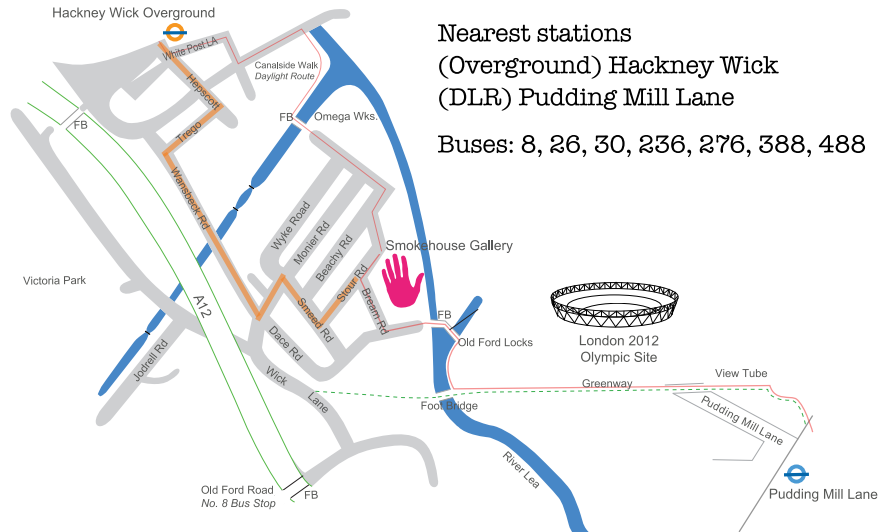 Hackney Wick Overground
Nearest stations
(Overground) Hackney Wick
(DLR) Pudding Mill Lane
Buses: 8, 26, 30, 236, 276, 388, 488
White Post LA
Canalside Walk
Daylight Route
Hepscott
FB
Omega Wks.
FB
Trego
Wansbeck Rd
Wyke Road
Monier Rd
Beachy Rd
Smokehouse Gallery
Victoria Park
A12
Stour Rd
Smeed Rd
Bream Rd
FB
Dace Rd
Jodrell Rd
Old Ford Locks
London 2012
Olympic Site
Wick
Lane
Greenway
View Tube
Foot Bridge
Pudding Mill Lane
River Lea
Old Ford Road
No. 8 Bus Stop
FB
Pudding Mill Lane